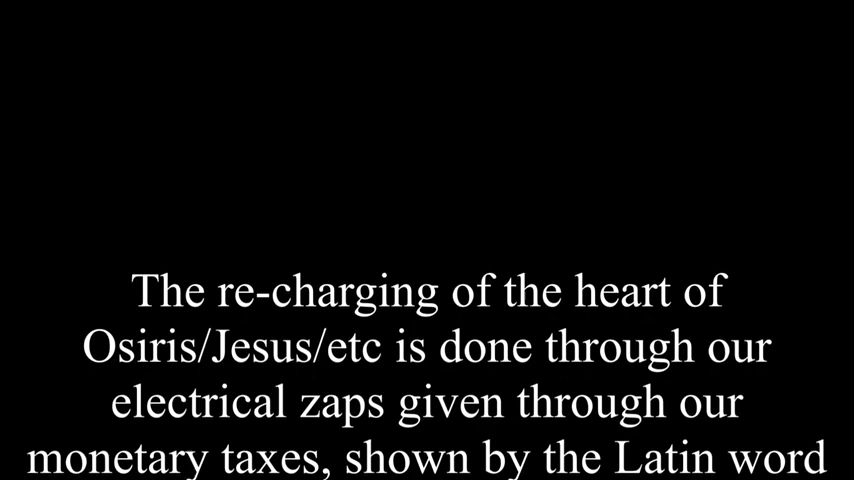 The re-charging of the heart of
Osiris/Jesus/etc is done through our
electrical zaps given through our
monetary taxes, shown by the Latin word